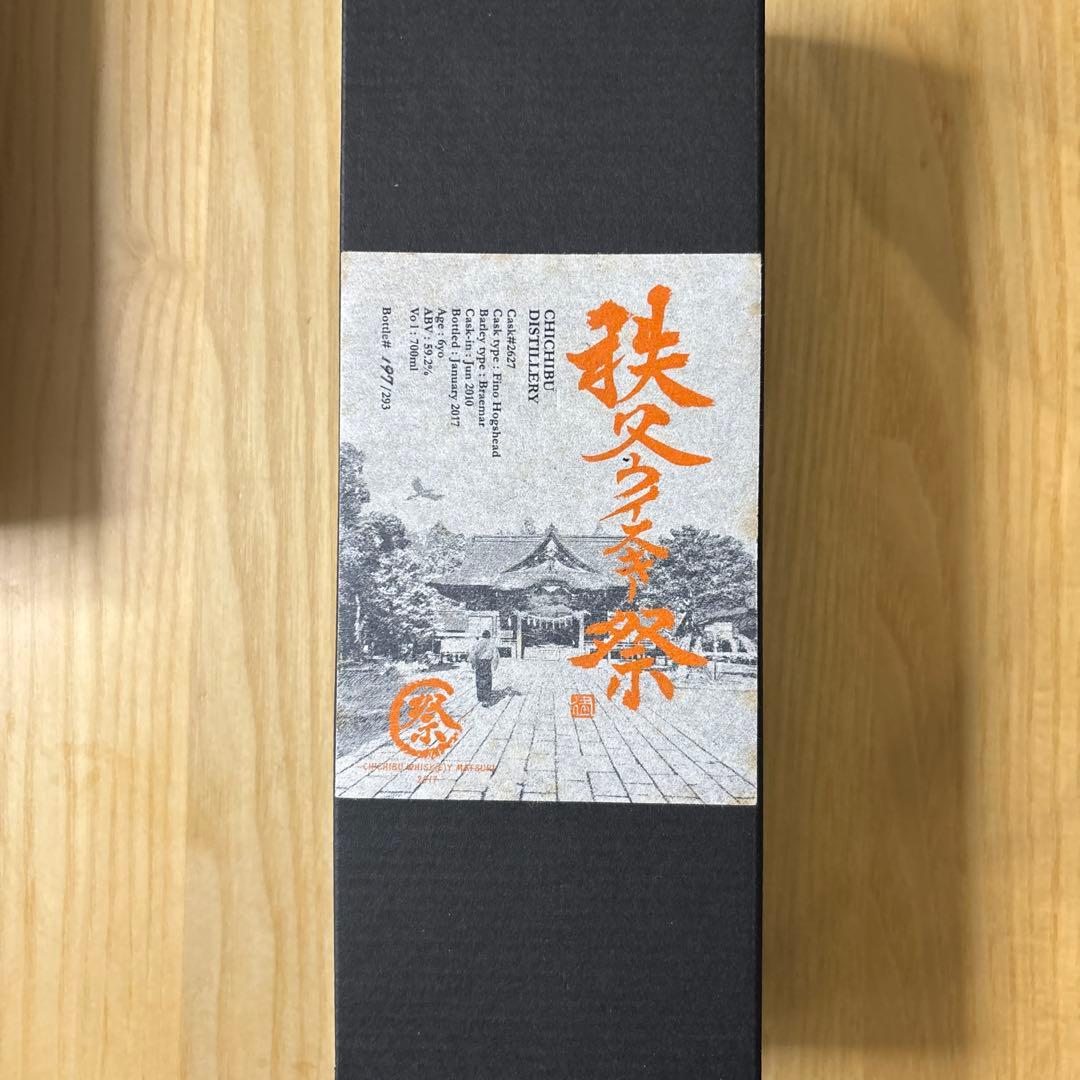 秩父ウイスキー祭
CHICHIBU
DISTILLERY
Cask#2627
Cask type : Fino Hogshead
Barley type : Braemar
Cask-in : Jun 2010
Bottled : January 2017
Age : 6yo
ABV : 59.2%
Vol : 700ml
Bottle# 197/293
祭
CHICHIBU WHISK(E)Y MATSURI
2017